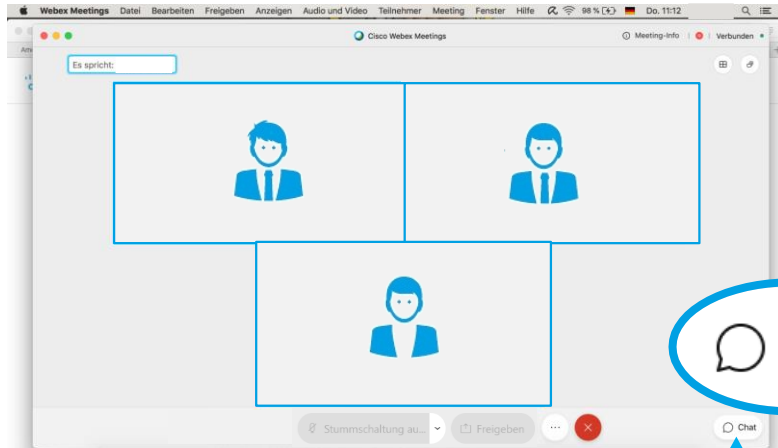 Webex Meetings Datei Bearbeiten Freigeben Anzeigen Audio und Video Teilnehmer Meeting Fenster Hilfe 98 % Do. 11:12
Cisco Webex Meetings
Meeting-Info
Verbunden
Es spricht:
Stummschaltung au...
Freigeben
Chat